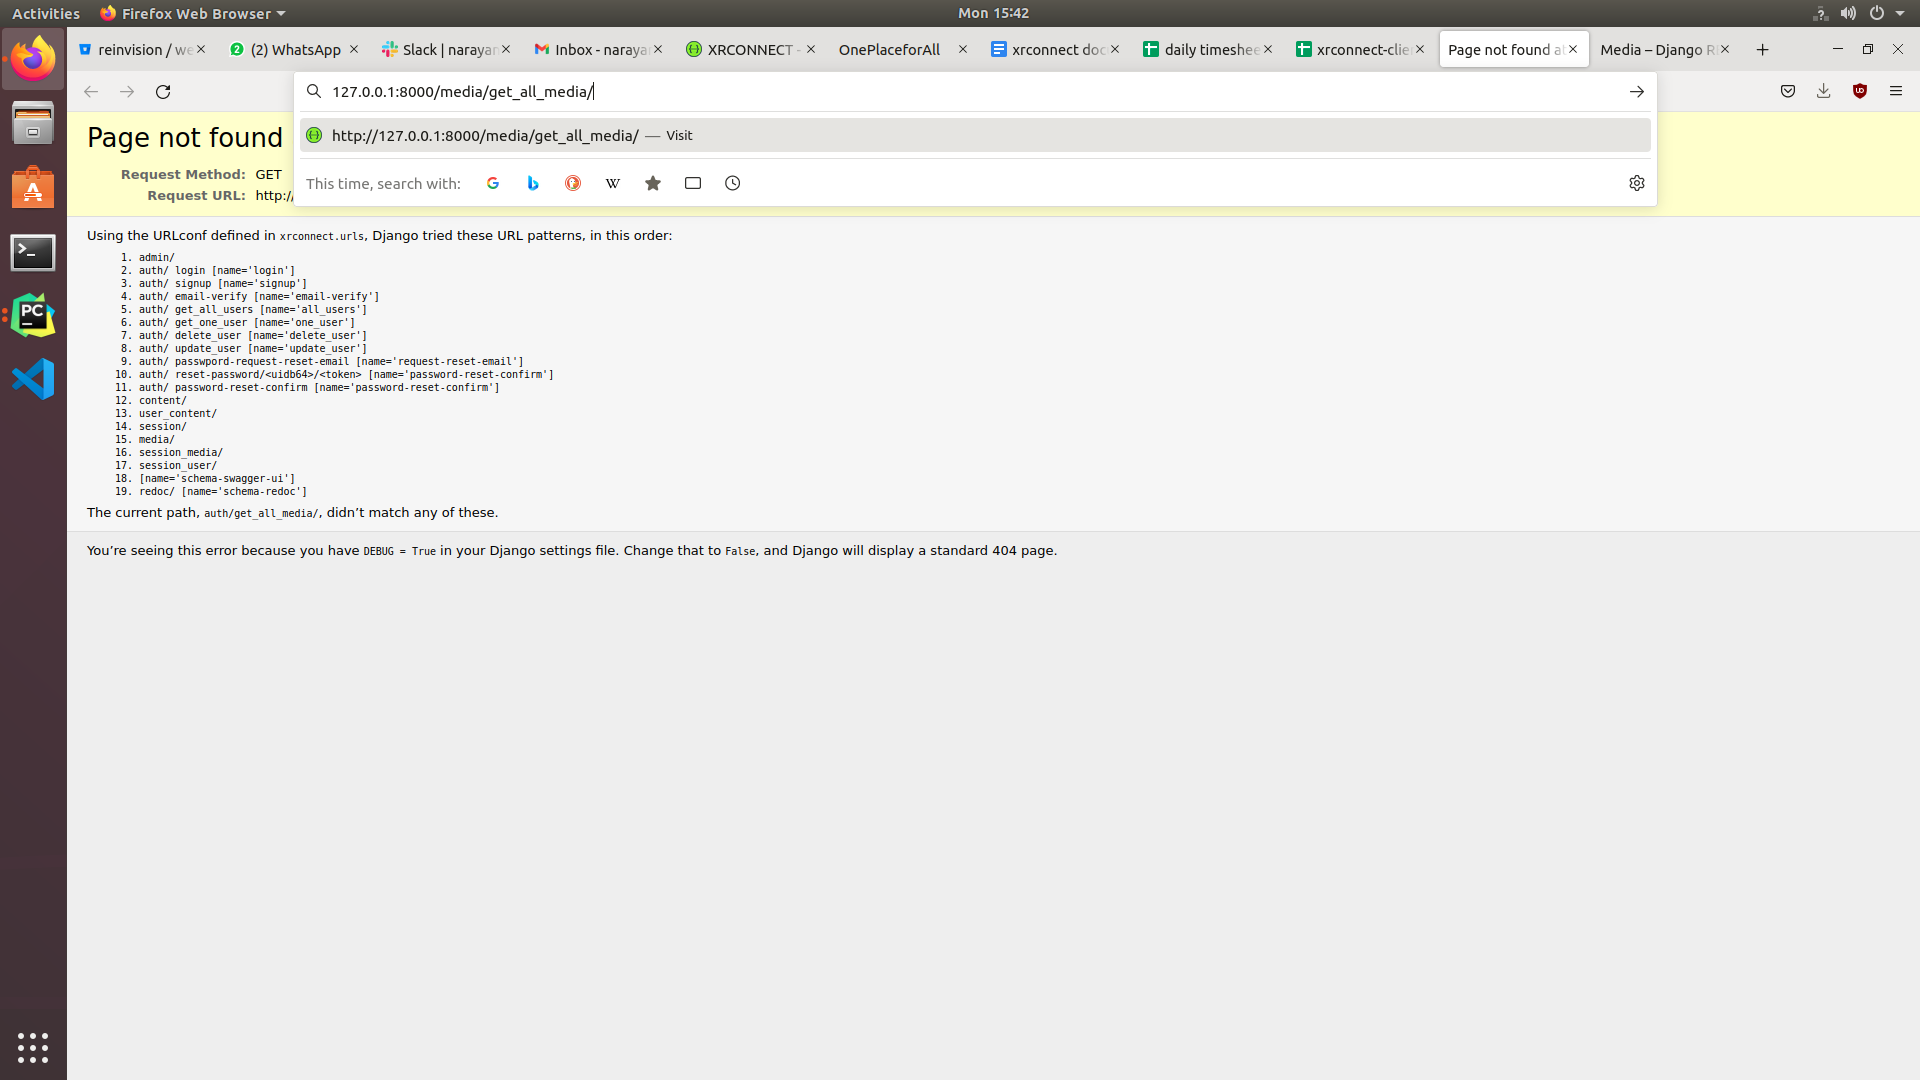 Activities Firefox Web Browser Mon 15:42
reinvision / we (2) WhatsApp Slack | narayan Inbox - naraya XRCONNECT - OnePlaceforAll xrconnect doc daily timeshee xrconnect-clie Page not found at Media – Django R
127.0.0.1:8000/media/get_all_media/
http://127.0.0.1:8000/media/get_all_media/ — Visit
This time, search with:
Page not found
Request Method: GET
Request URL: http://
Using the URLconf defined in xrconnect.urls, Django tried these URL patterns, in this order:
1. admin/
2. auth/ login [name='login']
3. auth/ signup [name='signup']
4. auth/ email-verify [name='email-verify']
5. auth/ get_all_users [name='all_users']
6. auth/ get_one_user [name='one_user']
7. auth/ delete_user [name='delete_user']
8. auth/ update_user [name='update_user']
9. auth/ passwpord-request-reset-email [name='request-reset-email']
10. auth/ reset-password/<uidb64>/<token> [name='password-reset-confirm']
11. auth/ password-reset-confirm [name='password-reset-confirm']
12. content/
13. user_content/
14. session/
15. media/
16. session_media/
17. session_user/
18. [name='schema-swagger-ui']
19. redoc/ [name='schema-redoc']
The current path, auth/get_all_media/, didn’t match any of these.
You’re seeing this error because you have DEBUG = True in your Django settings file. Change that to False, and Django will display a standard 404 page.